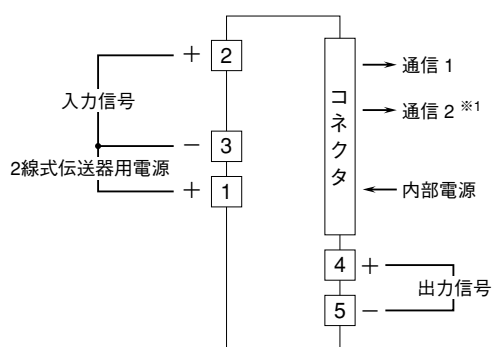 + 2
入力信号
− 3
2線式伝送器用電源
+ 1
コネクタ
通信 1
通信 2 ※1
内部電源
4 +
出力信号
5 −